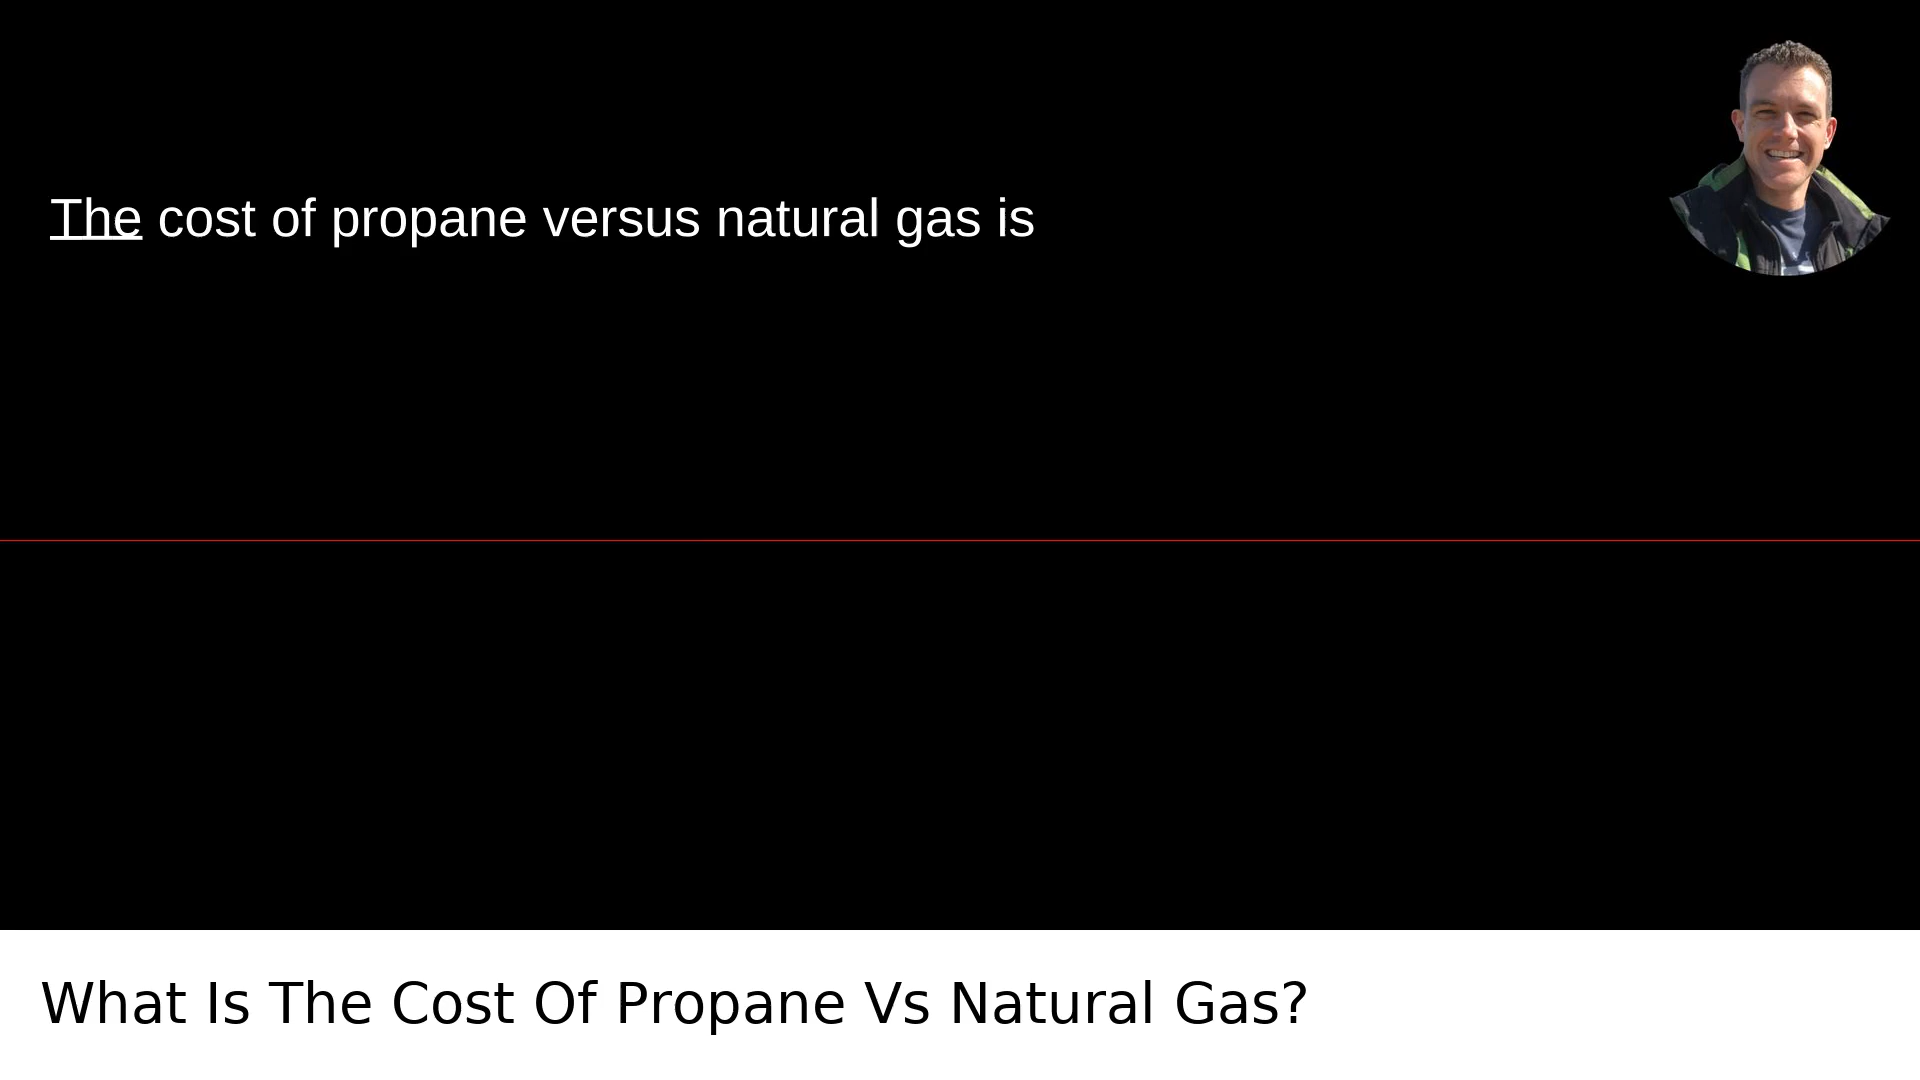 The cost of propane versus natural gas is
What Is The Cost Of Propane Vs Natural Gas?